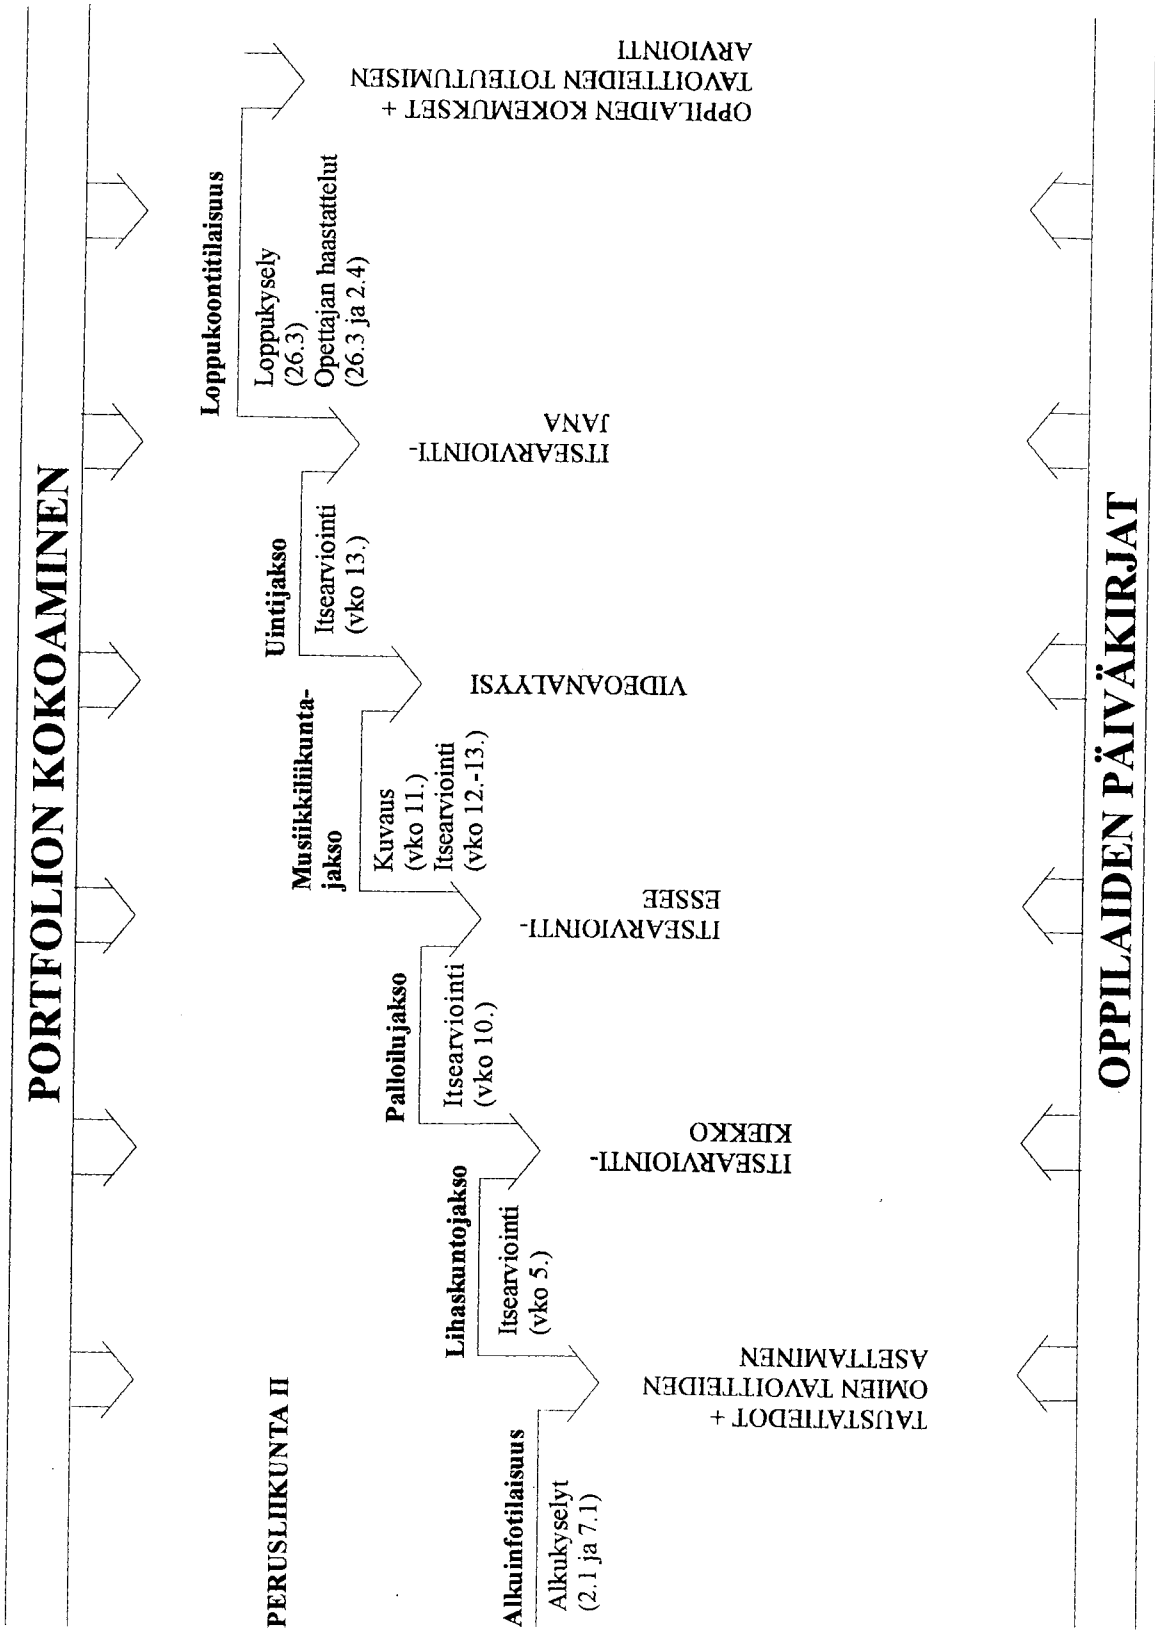 PORTFOLION KOKOAMINEN
PERUSLIIKUNTA II
Alkuinfotilaisuus
Alkukyselyt
(2.1 ja 7.1)
TAUSTATIEDOT +
OMIEN TAVOITTEIDEN
ASETTAMINEN
Lihaskuntojakso
Itsearviointi
(vko 5.)
ITSEARVIOINTI-
KIEKKO
Palloilujakso
Itsearviointi
(vko 10.)
ITSEARVIOINTI-
ESSEE
Musiikkiliikunta-
jakso
Kuvaus
(vko 11.)
Itsearviointi
(vko 12.-13.)
VIDEOANALYYSI
Uintijakso
Itsearviointi
(vko 13.)
ITSEARVIOINTI-
JANA
Loppukoontitilaisuus
Loppukysely
(26.3)
Opettajan haastattelut
(26.3 ja 2.4)
OPPILAIDEN KOKEMUKSET +
TAVOITTEIDEN TOTEUTUMISEN
ARVIOINTI
OPPILAIDEN PÄIVÄKIRJAT